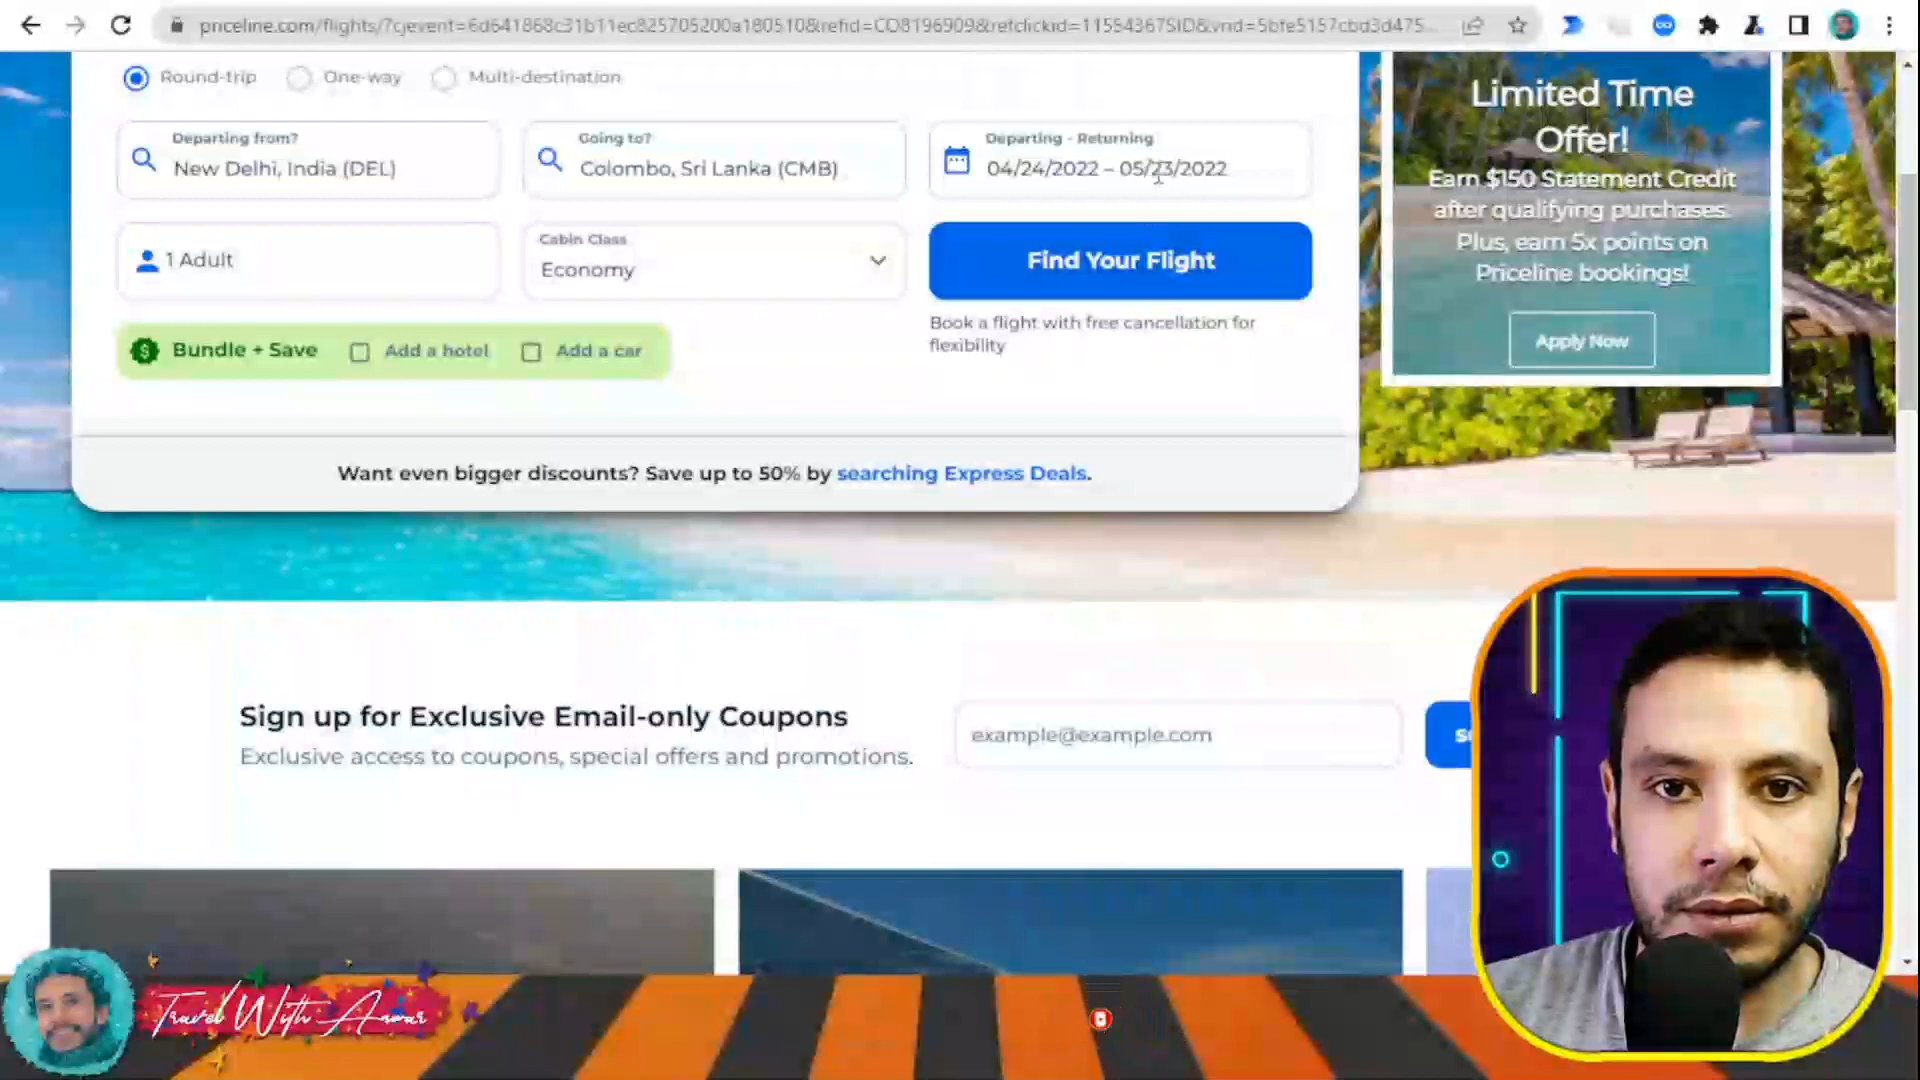 priceline.com/flights/?cjevent=6d641868c31b11ec825705200a180510&refid=CO8196909&refclickid=11554367SID&vrid=5bfe5157cbd3d475...
Round-trip One-way Multi-destination
Departing from?
New Delhi, India (DEL)
Going to?
Colombo, Sri Lanka (CMB)
Departing - Returning
04/24/2022 – 05/23/2022
1 Adult
Cabin Class
Economy
Find Your Flight
Book a flight with free cancellation for
flexibility
Bundle + Save Add a hotel Add a car
Want even bigger discounts? Save up to 50% by searching Express Deals.
Limited Time
Offer!
Earn $150 Statement Credit
after qualifying purchases.
Plus, earn 5x points on
Priceline bookings!
Apply Now
Sign up for Exclusive Email-only Coupons
Exclusive access to coupons, special offers and promotions.
example@example.com
Travel With Anwar